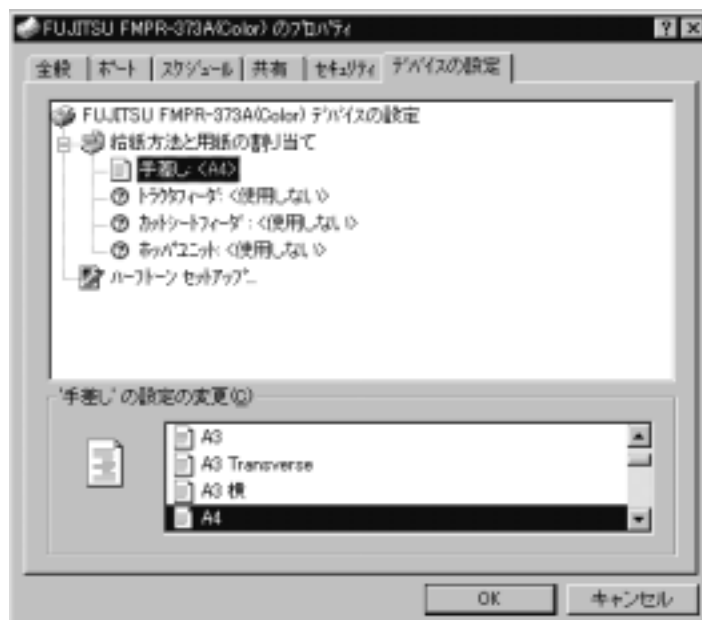 FUJITSU FMPR-373A(Color) のプロパティ
全般 ポート スケジュール 共有 セキュリティ デバイスの設定
FUJITSU FMPR-373A(Color) デバイスの設定
給紙方法と用紙の割り当て
手差し: <A4>
トラクタフィーダ: <使用しない>
カットシートフィーダ: <使用しない>
ホッパユニット: <使用しない>
ハーフトーン セットアップ...
'手差し' の設定の変更(C)
A3
A3 Transverse
A3 横
A4
OK キャンセル